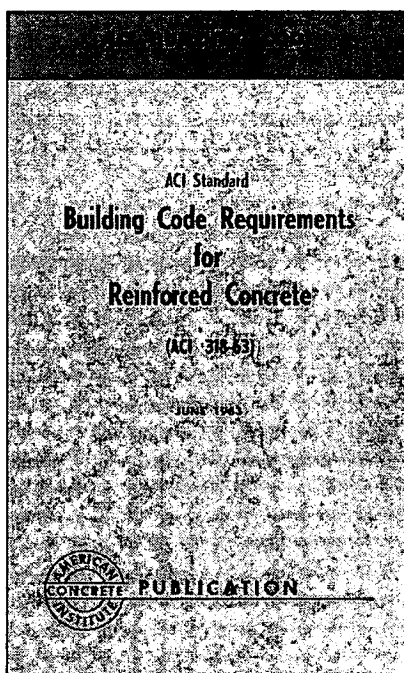 ACI Standard
Building Code Requirements
for
Reinforced Concrete
(ACI 318-63)
JUNE 1963
AMERICAN
CONCRETE
INSTITUTE
PUBLICATION